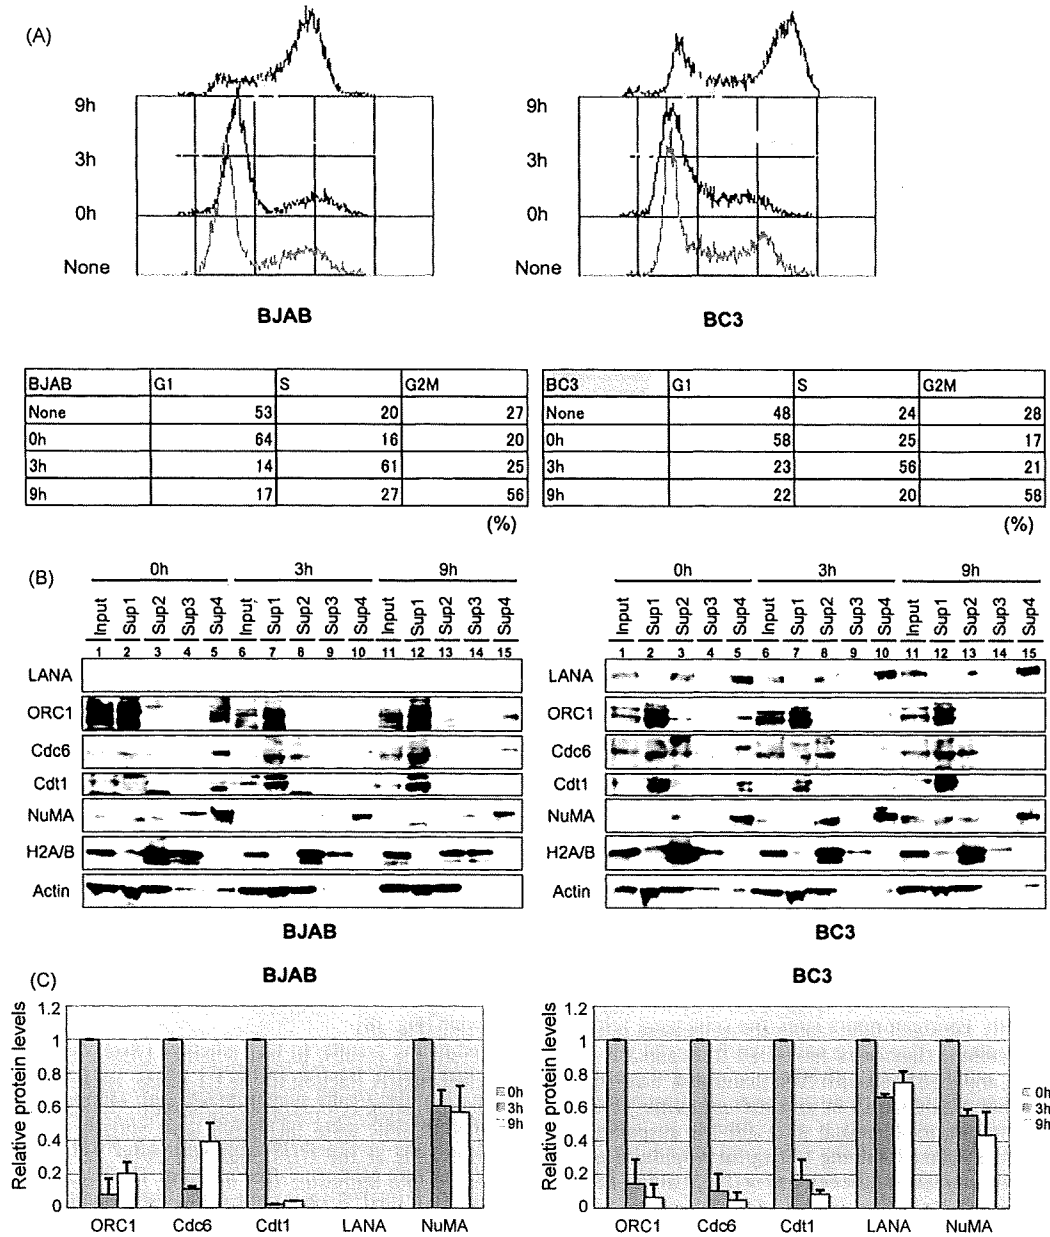 (A)
9h
3h
0h
None
BJAB
9h
3h
0h
None
BC3
BJAB G1 S G2M
None 53 20 27
0h 64 16 20
3h 14 61 25
9h 17 27 56
(%)
BC3 G1 S G2M
None 48 24 28
0h 58 25 17
3h 23 56 21
9h 22 20 58
(%)
(B)
0h 3h 9h
Input Sup1 Sup2 Sup3 Sup4 Input Sup1 Sup2 Sup3 Sup4 Input Sup1 Sup2 Sup3 Sup4
1 2 3 4 5 6 7 8 9 10 11 12 13 14 15
LANA
ORC1
Cdc6
Cdt1
NuMA
H2A/B
Actin
BJAB
0h 3h 9h
Input Sup1 Sup2 Sup3 Sup4 Input Sup1 Sup2 Sup3 Sup4 Input Sup1 Sup2 Sup3 Sup4
1 2 3 4 5 6 7 8 9 10 11 12 13 14 15
LANA
ORC1
Cdc6
Cdt1
NuMA
H2A/B
Actin
BC3
(C)
BJAB
Relative protein levels
1.2
1
0.8
0.6
0.4
0.2
0
ORC1 Cdc6 Cdt1 LANA NuMA
0h
3h
9h
BC3
Relative protein levels
1.2
1
0.8
0.6
0.4
0.2
0
ORC1 Cdc6 Cdt1 LANA NuMA
0h
3h
9h